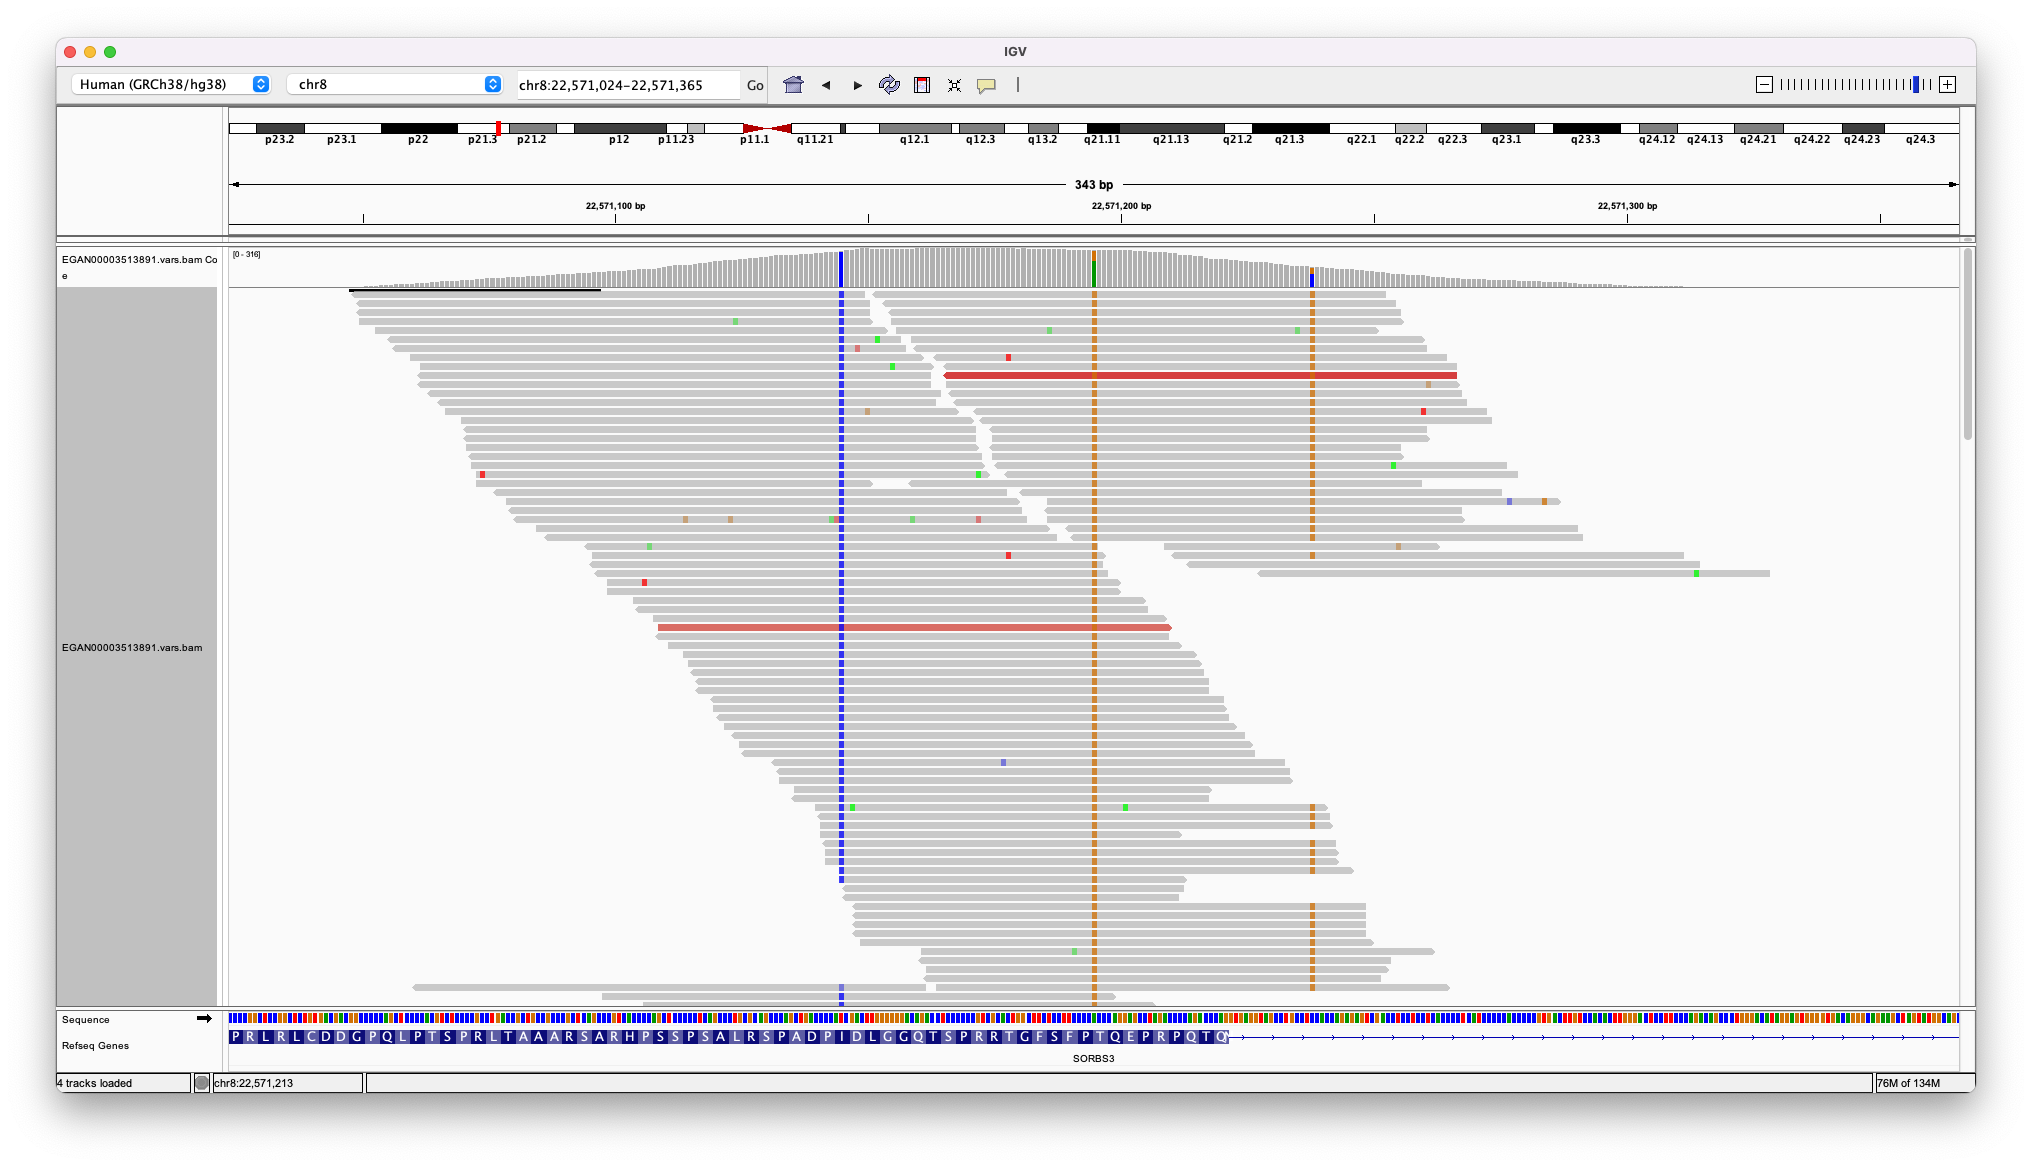 IGV
Human (GRCh38/hg38) chr8 chr8:22,571,024-22,571,365 Go
p23.2 p23.1 p22 p21.3 p21.2 p12 p11.23 p11.1 q11.21 q12.1 q12.3 q13.2 q21.11 q21.13 q21.2 q21.3 q22.1 q22.2 q22.3 q23.1 q23.3 q24.12 q24.13 q24.21 q24.22 q24.23 q24.3
343 bp
22,571,100 bp 22,571,200 bp 22,571,300 bp
EGAN00003513891.vars.bam Co
e
[0 - 316]
EGAN00003513891.vars.bam
Sequence
P R L R L C D D G P Q L P T S P R L T A A A R S A R H P S S P S A L R S P A D P I D L G G Q T S P R R T G F S F P T Q E P R P Q T Q
Refseq Genes
SORBS3
4 tracks loaded chr8:22,571,213 76M of 134M